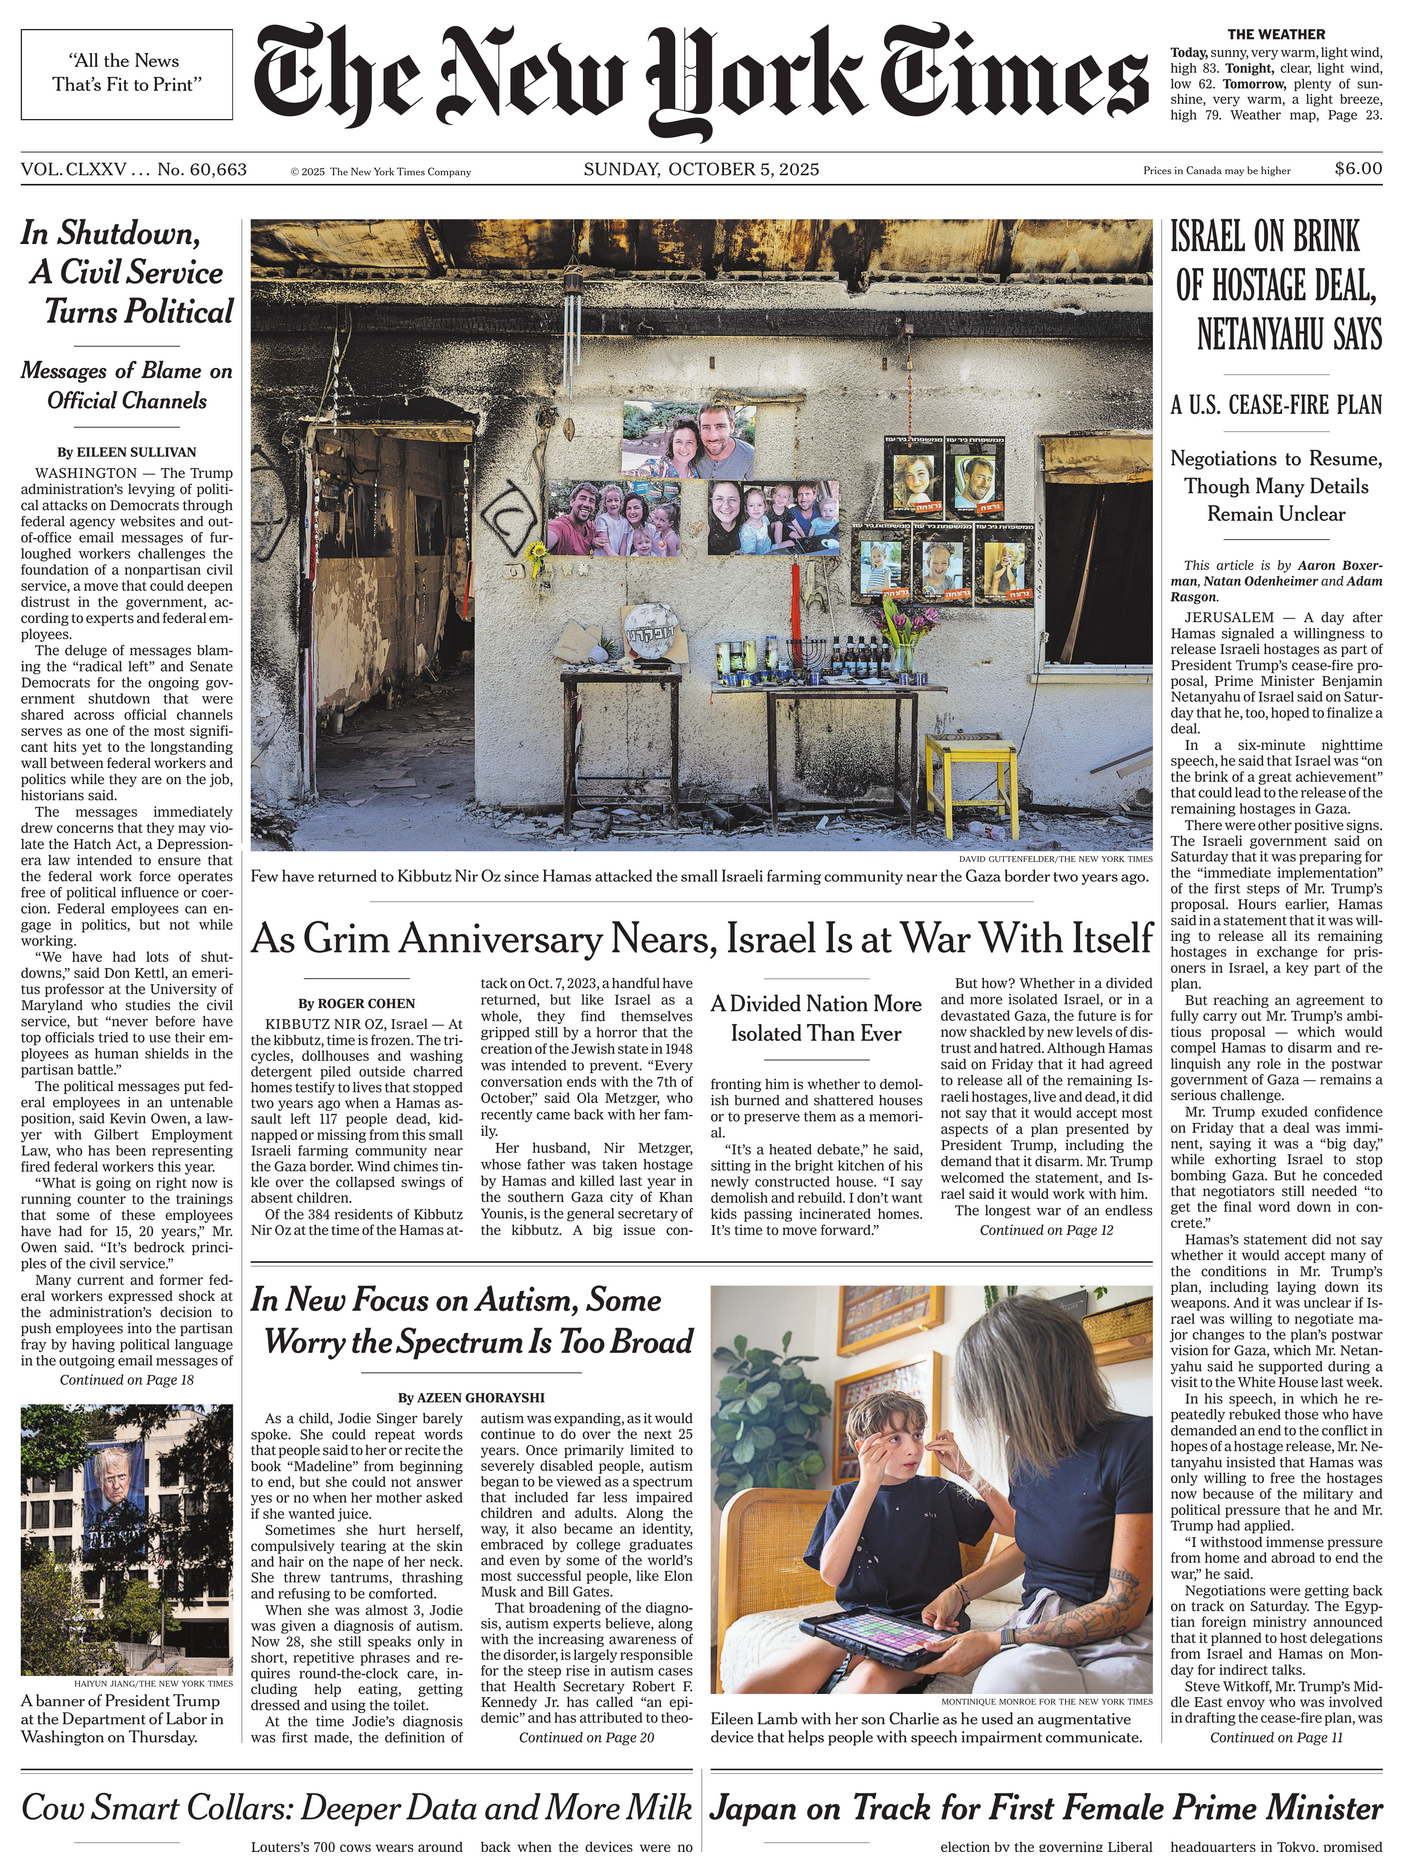 “All the News
That’s Fit to Print”
The New York Times
THE WEATHER
Today, sunny, very warm, light wind,
high 83. Tonight, clear, light wind,
low 62. Tomorrow, plenty of sun-
shine, very warm, a light breeze,
high 79. Weather map, Page 23.
VOL. CLXXV . . . No. 60,663
© 2025 The New York Times Company
SUNDAY, OCTOBER 5, 2025
Prices in Canada may be higher
$6.00
In Shutdown,
A Civil Service
Turns Political
Messages of Blame on
Official Channels
By EILEEN SULLIVAN
WASHINGTON — The Trump
administration’s levying of politi-
cal attacks on Democrats through
federal agency websites and out-
of-office email messages of fur-
loughed workers challenges the
foundation of a nonpartisan civil
service, a move that could deepen
distrust in the government, ac-
cording to experts and federal em-
ployees.
The deluge of messages blam-
ing the “radical left” and Senate
Democrats for the ongoing gov-
ernment shutdown that were
shared across official channels
serves as one of the most signifi-
cant hits yet to the longstanding
wall between federal workers and
politics while they are on the job,
historians said.
The messages immediately
drew concerns that they may vio-
late the Hatch Act, a Depression-
era law intended to ensure that
the federal work force operates
free of political influence or coer-
cion. Federal employees can en-
gage in politics, but not while
working.
“We have had lots of shut-
downs,” said Don Kettl, an emeri-
tus professor at the University of
Maryland who studies the civil
service, but “never before have
top officials tried to use their em-
ployees as human shields in the
partisan battle.”
The political messages put fed-
eral employees in an untenable
position, said Kevin Owen, a law-
yer with Gilbert Employment
Law, who has been representing
fired federal workers this year.
“What is going on right now is
running counter to the trainings
that some of these employees
have had for 15, 20 years,” Mr.
Owen said. “It’s bedrock princi-
ples of the civil service.”
Many current and former fed-
eral workers expressed shock at
the administration’s decision to
push employees into the partisan
fray by having political language
in the outgoing email messages of
Continued on Page 18
HAIYUN JIANG/THE NEW YORK TIMES
A banner of President Trump
at the Department of Labor in
Washington on Thursday.
DAVID GUTTENFELDER/THE NEW YORK TIMES
Few have returned to Kibbutz Nir Oz since Hamas attacked the small Israeli farming community near the Gaza border two years ago.
As Grim Anniversary Nears, Israel Is at War With Itself
By ROGER COHEN
KIBBUTZ NIR OZ, Israel — At
the kibbutz, time is frozen. The tri-
cycles, dollhouses and washing
detergent piled outside charred
homes testify to lives that stopped
two years ago when a Hamas as-
sault left 117 people dead, kid-
napped or missing from this small
Israeli farming community near
the Gaza border. Wind chimes tin-
kle over the collapsed swings of
absent children.
Of the 384 residents of Kibbutz
Nir Oz at the time of the Hamas at-
tack on Oct. 7, 2023, a handful have
returned, but like Israel as a
whole, they find themselves
gripped still by a horror that the
creation of the Jewish state in 1948
was intended to prevent. “Every
conversation ends with the 7th of
October,” said Ola Metzger, who
recently came back with her fam-
ily.
Her husband, Nir Metzger,
whose father was taken hostage
by Hamas and killed last year in
the southern Gaza city of Khan
Younis, is the general secretary of
the kibbutz. A big issue con-
A Divided Nation More
Isolated Than Ever
fronting him is whether to demol-
ish burned and shattered houses
or to preserve them as a memori-
al.
“It’s a heated debate,” he said,
sitting in the bright kitchen of his
newly constructed house. “I say
demolish and rebuild. I don’t want
kids passing incinerated homes.
It’s time to move forward.”
But how? Whether in a divided
and more isolated Israel, or in a
devastated Gaza, the future is for
now shackled by new levels of dis-
trust and hatred. Although Hamas
said on Friday that it had agreed
to release all of the remaining Is-
raeli hostages, live and dead, it did
not say that it would accept most
aspects of a plan presented by
President Trump, including the
demand that it disarm. Mr. Trump
welcomed the statement, and Is-
rael said it would work with him.
The longest war of an endless
Continued on Page 12
In New Focus on Autism, Some
Worry the Spectrum Is Too Broad
By AZEEN GHORAYSHI
As a child, Jodie Singer barely
spoke. She could repeat words
that people said to her or recite the
book “Madeline” from beginning
to end, but she could not answer
yes or no when her mother asked
if she wanted juice.
Sometimes she hurt herself,
compulsively tearing at the skin
and hair on the nape of her neck.
She threw tantrums, thrashing
and refusing to be comforted.
When she was almost 3, Jodie
was given a diagnosis of autism.
Now 28, she still speaks only in
short, repetitive phrases and re-
quires round-the-clock care, in-
cluding help eating, getting
dressed and using the toilet.
At the time Jodie’s diagnosis
was first made, the definition of
autism was expanding, as it would
continue to do over the next 25
years. Once primarily limited to
severely disabled people, autism
began to be viewed as a spectrum
that included far less impaired
children and adults. Along the
way, it also became an identity,
embraced by college graduates
and even by some of the world’s
most successful people, like Elon
Musk and Bill Gates.
That broadening of the diagno-
sis, autism experts believe, along
with the increasing awareness of
the disorder, is largely responsible
for the steep rise in autism cases
that Health Secretary Robert F.
Kennedy Jr. has called “an epi-
demic” and has attributed to theo-
Continued on Page 20
MONTINIQUE MONROE FOR THE NEW YORK TIMES
Eileen Lamb with her son Charlie as he used an augmentative
device that helps people with speech impairment communicate.
ISRAEL ON BRINK
OF HOSTAGE DEAL,
NETANYAHU SAYS
A U.S. CEASE-FIRE PLAN
Negotiations to Resume,
Though Many Details
Remain Unclear
This article is by Aaron Boxer-
man, Natan Odenheimer and Adam
Rasgon.
JERUSALEM — A day after
Hamas signaled a willingness to
release Israeli hostages as part of
President Trump’s cease-fire pro-
posal, Prime Minister Benjamin
Netanyahu of Israel said on Satur-
day that he, too, hoped to finalize a
deal.
In a six-minute nighttime
speech, he said that Israel was “on
the brink of a great achievement”
that could lead to the release of the
remaining hostages in Gaza.
There were other positive signs.
The Israeli government said on
Saturday that it was preparing for
the “immediate implementation”
of the first steps of Mr. Trump’s
proposal. Hours earlier, Hamas
said in a statement that it was will-
ing to release all its remaining
hostages in exchange for pris-
oners in Israel, a key part of the
plan.
But reaching an agreement to
fully carry out Mr. Trump’s ambi-
tious proposal — which would
compel Hamas to disarm and re-
linquish any role in the postwar
government of Gaza — remains a
serious challenge.
Mr. Trump exuded confidence
on Friday that a deal was immi-
nent, saying it was a “big day,”
while exhorting Israel to stop
bombing Gaza. But he conceded
that negotiators still needed “to
get the final word down in con-
crete.”
Hamas’s statement did not say
whether it would accept many of
the conditions in Mr. Trump’s
plan, including laying down its
weapons. And it was unclear if Is-
rael was willing to negotiate ma-
jor changes to the plan’s postwar
vision for Gaza, which Mr. Netan-
yahu said he supported during a
visit to the White House last week.
In his speech, in which he re-
peatedly rebuked those who have
demanded an end to the conflict in
hopes of a hostage release, Mr. Ne-
tanyahu insisted that Hamas was
only willing to free the hostages
now because of the military and
political pressure that he and Mr.
Trump had applied.
“I withstood immense pressure
from home and abroad to end the
war,” he said.
Negotiations were getting back
on track on Saturday. The Egyp-
tian foreign ministry announced
that it planned to host delegations
from Israel and Hamas on Mon-
day for indirect talks.
Steve Witkoff, Mr. Trump’s Mid-
dle East envoy who was involved
in drafting the cease-fire plan, was
Continued on Page 11
Cow Smart Collars: Deeper Data and More Milk
Louters’s 700 cows wears around
back when the devices were no
Japan on Track for First Female Prime Minister
election by the governing Liberal
headquarters in Tokyo, promised